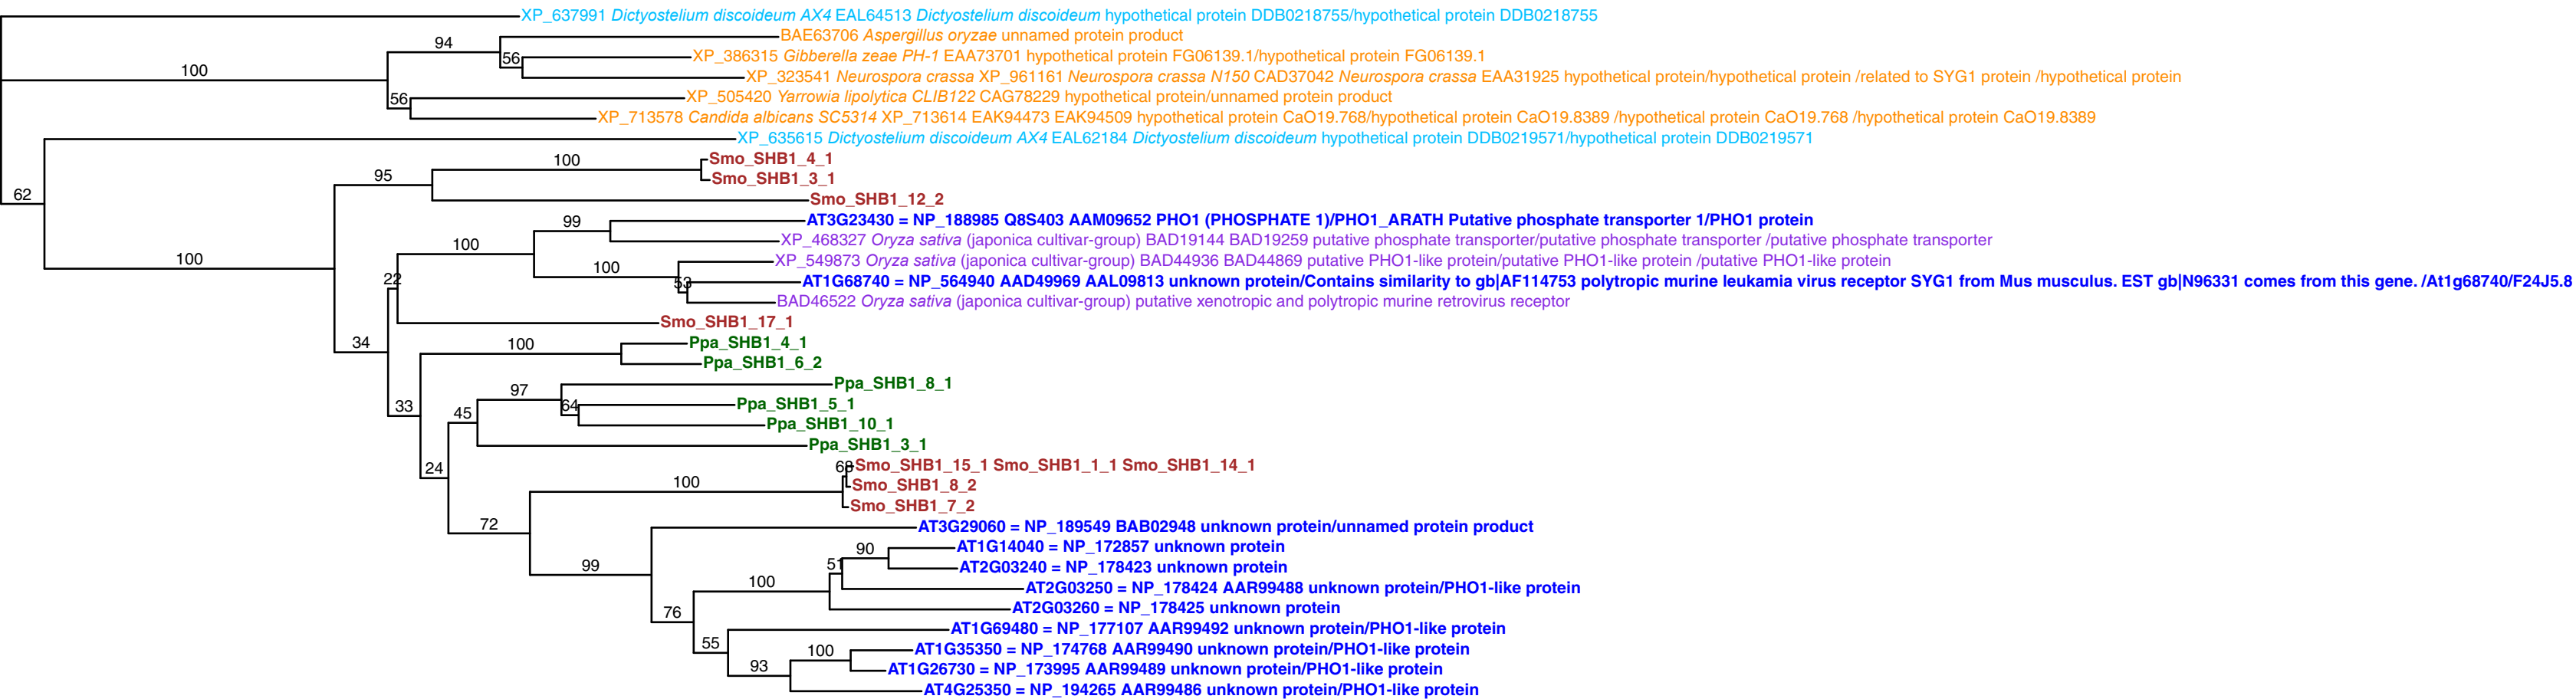 XP_637991 Dictyostelium discoideum AX4 EAL64513 Dictyostelium discoideum hypothetical protein DDB0218755/hypothetical protein DDB0218755
94 BAE63706 Aspergillus oryzae unnamed protein product
56 XP_386315 Gibberella zeae PH-1 EAA73701 hypothetical protein FG06139.1/hypothetical protein FG06139.1
100 XP_323541 Neurospora crassa XP_961161 Neurospora crassa N150 CAD37042 Neurospora crassa EAA31925 hypothetical protein/hypothetical protein /related to SYG1 protein /hypothetical protein
56 XP_505420 Yarrowia lipolytica CLIB122 CAG78229 hypothetical protein/unnamed protein product
XP_713578 Candida albicans SC5314 XP_713614 EAK94473 EAK94509 hypothetical protein CaO19.768/hypothetical protein CaO19.8389 /hypothetical protein CaO19.768 /hypothetical protein CaO19.8389
XP_635615 Dictyostelium discoideum AX4 EAL62184 Dictyostelium discoideum hypothetical protein DDB0219571/hypothetical protein DDB0219571
100 Smo_SHB1_4_1
95 Smo_SHB1_3_1
62 Smo_SHB1_12_2
99 AT3G23430 = NP_188985 Q8S403 AAM09652 PHO1 (PHOSPHATE 1)/PHO1_ARATH Putative phosphate transporter 1/PHO1 protein
100 XP_468327 Oryza sativa (japonica cultivar-group) BAD19144 BAD19259 putative phosphate transporter/putative phosphate transporter /putative phosphate transporter
100 100 XP_549873 Oryza sativa (japonica cultivar-group) BAD44936 BAD44869 putative PHO1-like protein/putative PHO1-like protein /putative PHO1-like protein
22 53 AT1G68740 = NP_564940 AAD49969 AAL09813 unknown protein/Contains similarity to gb|AF114753 polytropic murine leukamia virus receptor SYG1 from Mus musculus. EST gb|N96331 comes from this gene. /At1g68740/F24J5.8
BAD46522 Oryza sativa (japonica cultivar-group) putative xenotropic and polytropic murine retrovirus receptor
Smo_SHB1_17_1
34 100 Ppa_SHB1_4_1
Ppa_SHB1_6_2
97 Ppa_SHB1_8_1
33 45 64 Ppa_SHB1_5_1
Ppa_SHB1_10_1
Ppa_SHB1_3_1
24 68 Smo_SHB1_15_1 Smo_SHB1_1_1 Smo_SHB1_14_1
100 Smo_SHB1_8_2
Smo_SHB1_7_2
72 AT3G29060 = NP_189549 BAB02948 unknown protein/unnamed protein product
90 AT1G14040 = NP_172857 unknown protein
99 51 AT2G03240 = NP_178423 unknown protein
100 AT2G03250 = NP_178424 AAR99488 unknown protein/PHO1-like protein
76 AT2G03260 = NP_178425 unknown protein
AT1G69480 = NP_177107 AAR99492 unknown protein/PHO1-like protein
55 100 AT1G35350 = NP_174768 AAR99490 unknown protein/PHO1-like protein
93 AT1G26730 = NP_173995 AAR99489 unknown protein/PHO1-like protein
AT4G25350 = NP_194265 AAR99486 unknown protein/PHO1-like protein